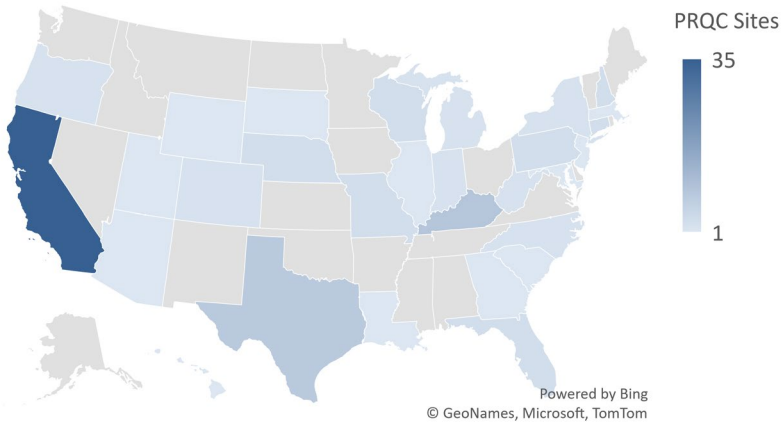 PRQC Sites
35
1
Powered by Bing
© GeoNames, Microsoft, TomTom